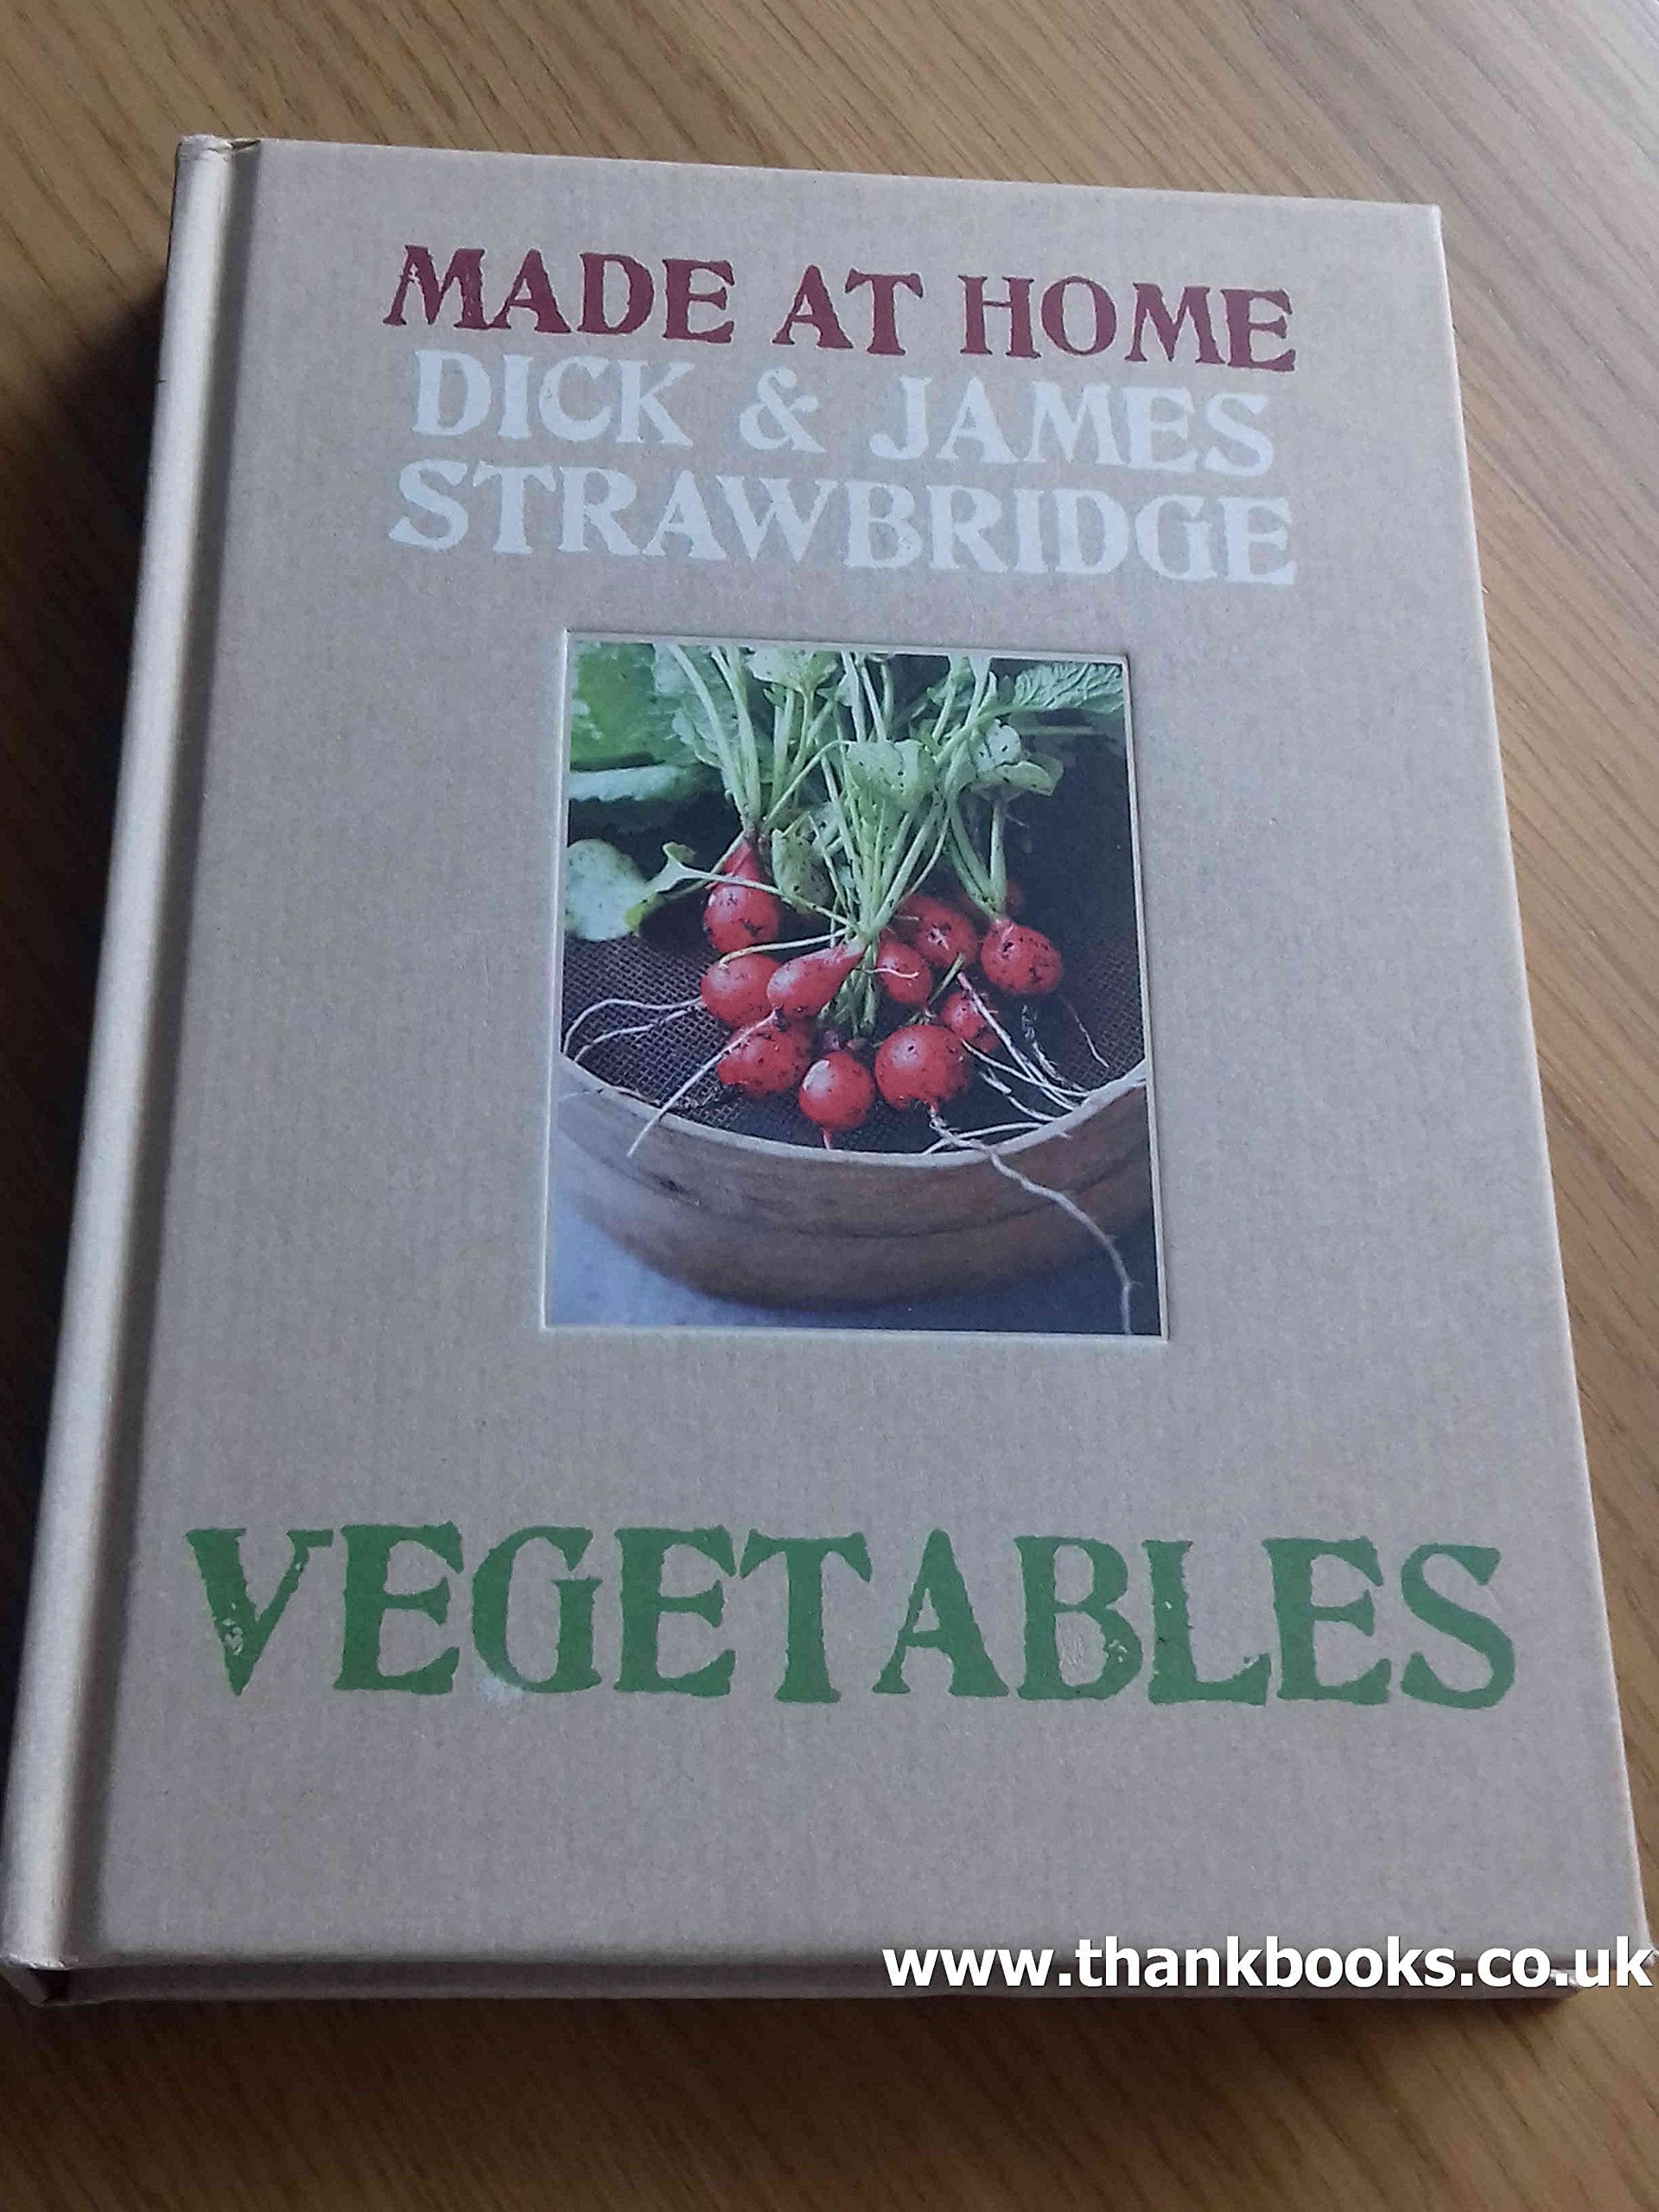 MADE AT HOME
DICK & JAMES
STRAWBRIDGE
VEGETABLES
www.thankbooks.co.uk